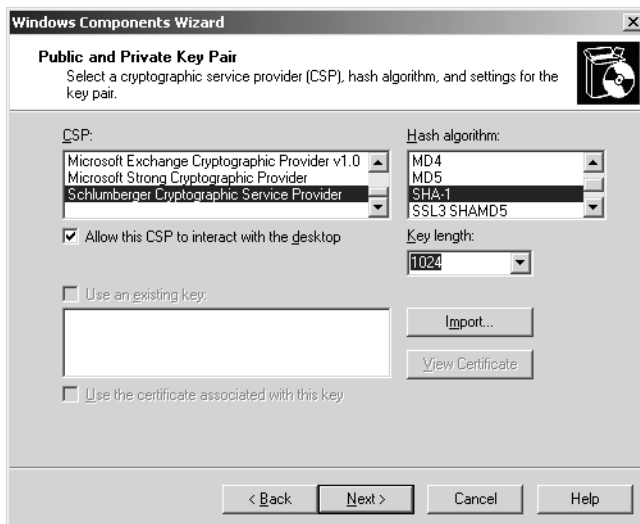 Windows Components Wizard
Public and Private Key Pair
Select a cryptographic service provider (CSP), hash algorithm, and settings for the
key pair.
CSP:
Microsoft Exchange Cryptographic Provider v1.0
Microsoft Strong Cryptographic Provider
Schlumberger Cryptographic Service Provider
Allow this CSP to interact with the desktop
Hash algorithm:
MD4
MD5
SHA-1
SSL3 SHAMD5
Key length:
1024
Use an existing key:
Import...
View Certificate
Use the certificate associated with this key
< Back
Next >
Cancel
Help